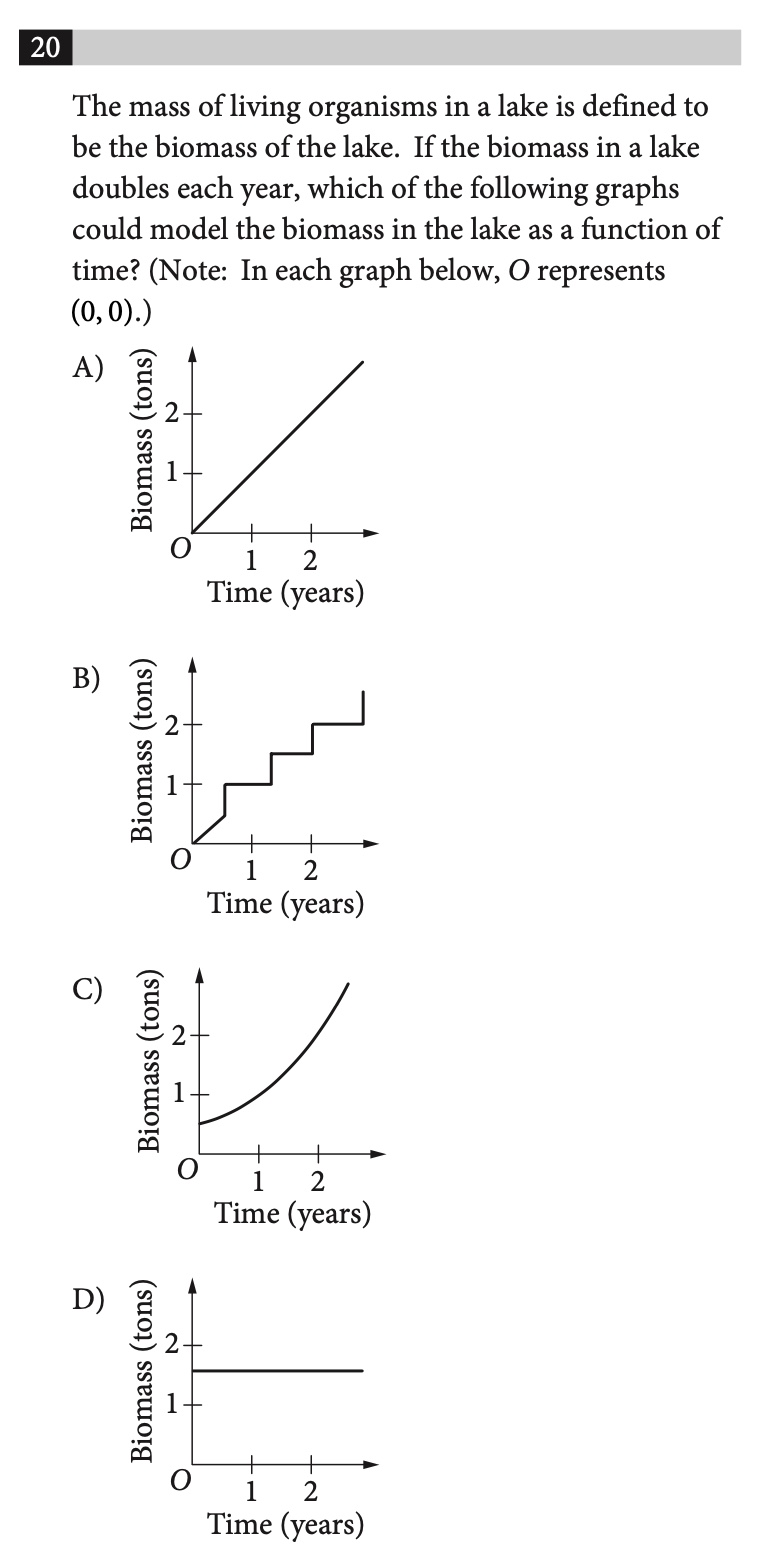 20
The mass of living organisms in a lake is defined to
be the biomass of the lake. If the biomass in a lake
doubles each year, which of the following graphs
could model the biomass in the lake as a function of
time? (Note: In each graph below, O represents
(0, 0).)
A)
Biomass (tons)
2
1
O
1 2
Time (years)
B)
Biomass (tons)
2
1
O
1 2
Time (years)
C)
Biomass (tons)
2
1
O
1 2
Time (years)
D)
Biomass (tons)
2
1
O
1 2
Time (years)